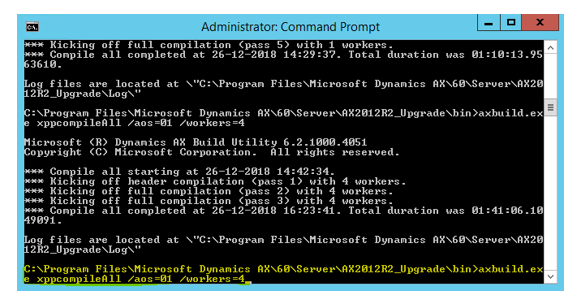 Administrator: Command Prompt
*** Kicking off full compilation (pass 5) with 1 workers.
*** Compile all completed at 26-12-2018 14:29:37. Total duration was 01:10:13.95
63610.
Log files are located at \"C:\Program Files\Microsoft Dynamics AX\60\Server\AX20
12R2_Upgrade\Log\"
C:\Program Files\Microsoft Dynamics AX\60\Server\AX2012R2_Upgrade\bin>axbuild.ex
e xppcompileAll /aos=01 /workers=4
Microsoft (R) Dynamics AX Build Utility 6.2.1000.4051
Copyright (C) Microsoft Corporation.  All rights reserved.
*** Compile all starting at 26-12-2018 14:42:34.
*** Kicking off header compilation (pass 1) with 4 workers.
*** Kicking off full compilation (pass 2) with 4 workers.
*** Kicking off full compilation (pass 3) with 4 workers.
*** Compile all completed at 26-12-2018 16:23:41. Total duration was 01:41:06.10
49091.
Log files are located at \"C:\Program Files\Microsoft Dynamics AX\60\Server\AX20
12R2_Upgrade\Log\"
C:\Program Files\Microsoft Dynamics AX\60\Server\AX2012R2_Upgrade\bin>axbuild.ex
e xppcompileAll /aos=01 /workers=4